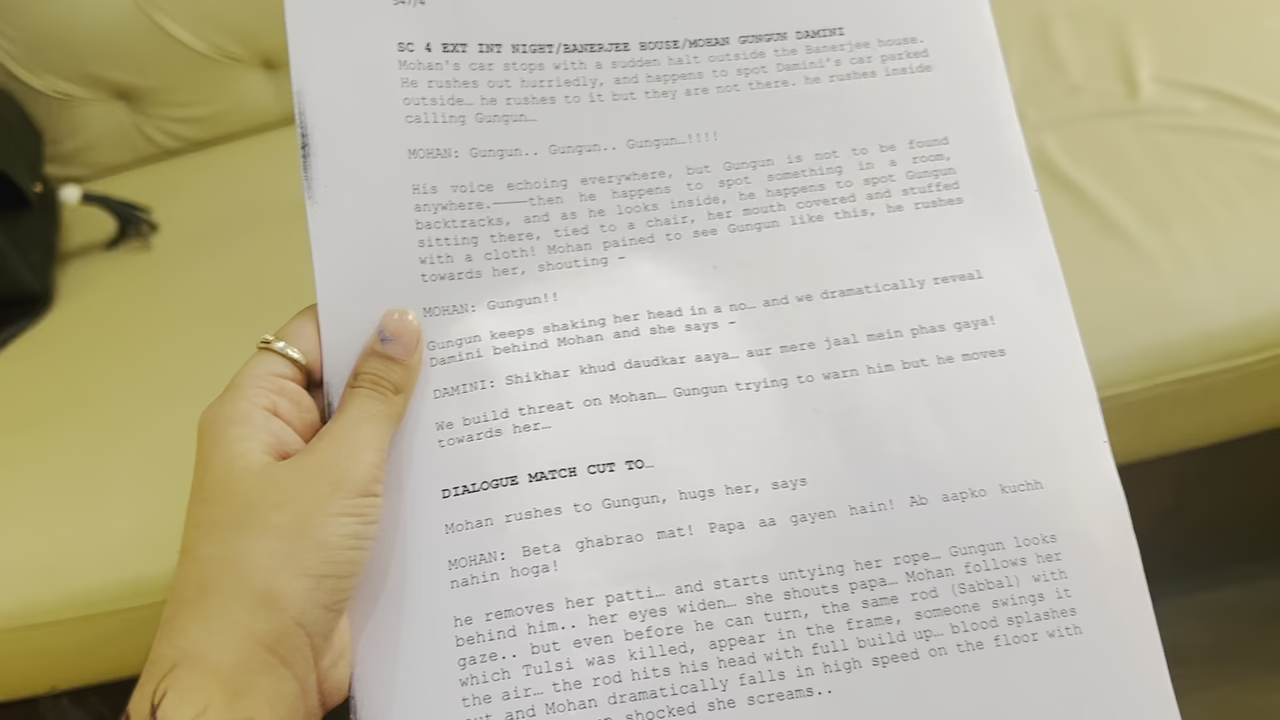 SC 4 EXT INT NIGHT/BANERJEE HOUSE/MOHAN GUNGUN DAMINI
Mohan's car stops with a sudden halt outside the Banerjee house.
He rushes out hurriedly, and happens to spot Damini's car parked
outside… he rushes to it but they are not there. he rushes inside
calling Gungun…
MOHAN: Gungun.. Gungun.. Gungun…!!!!
His voice echoing everywhere, but Gungun is not to be found
anywhere.————then he happens to spot something in a room,
backtracks, and as he looks inside, he happens to spot Gungun
sitting there, tied to a chair, her mouth covered and stuffed
with a cloth! Mohan pained to see Gungun like this, he rushes
towards her, shouting –
MOHAN: Gungun!!
Gungun keeps shaking her head in a no… and we dramatically reveal
Damini behind Mohan and she says –
DAMINI: Shikhar khud daudkar aaya… aur mere jaal mein phas gaya!
We build threat on Mohan… Gungun trying to warn him but he moves
towards her…
DIALOGUE MATCH CUT TO…
Mohan rushes to Gungun, hugs her, says
MOHAN: Beta ghabrao mat! Papa aa gayen hain! Ab aapko kuchh
nahin hoga!
he removes her patti… and starts untying her rope… Gungun looks
behind him.. her eyes widen… she shouts papa… Mohan follows her
gaze.. but even before he can turn, the same rod (Sabbal) with
which Tulsi was killed, appear in the frame, someone swings it
the air… the rod hits his head with full build up… blood splashes
out and Mohan dramatically falls in high speed on the floor with
shocked she screams..